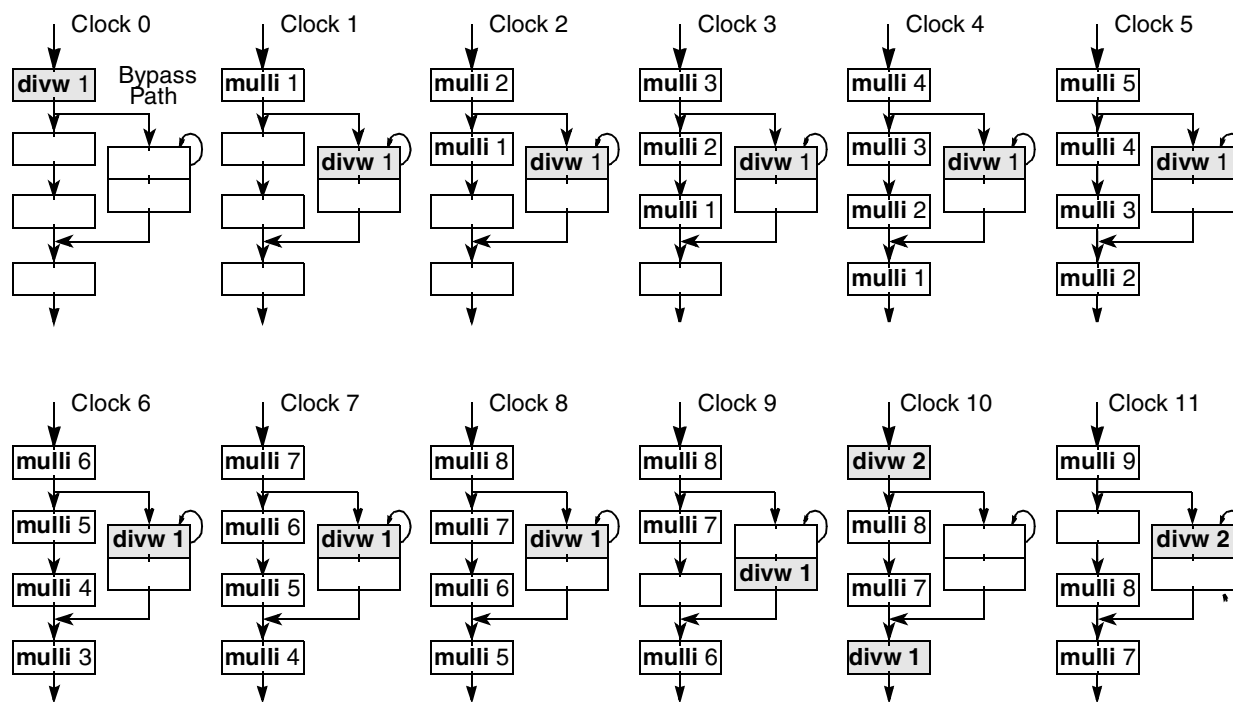 Clock 0 Clock 1 Clock 2 Clock 3 Clock 4 Clock 5
divw 1 mulli 1 mulli 2 mulli 3 mulli 4 mulli 5
Bypass
Path
mulli 1 mulli 2 mulli 3 mulli 4
divw 1 divw 1 divw 1 divw 1 divw 1
mulli 1 mulli 2 mulli 3
mulli 1 mulli 2
Clock 6 Clock 7 Clock 8 Clock 9 Clock 10 Clock 11
mulli 6 mulli 7 mulli 8 mulli 8 divw 2 mulli 9
mulli 5 mulli 6 mulli 7 mulli 7 mulli 8
divw 1 divw 1 divw 1 divw 2
divw 1
mulli 4 mulli 5 mulli 6 mulli 7 mulli 8
mulli 3 mulli 4 mulli 5 mulli 6 divw 1 mulli 7